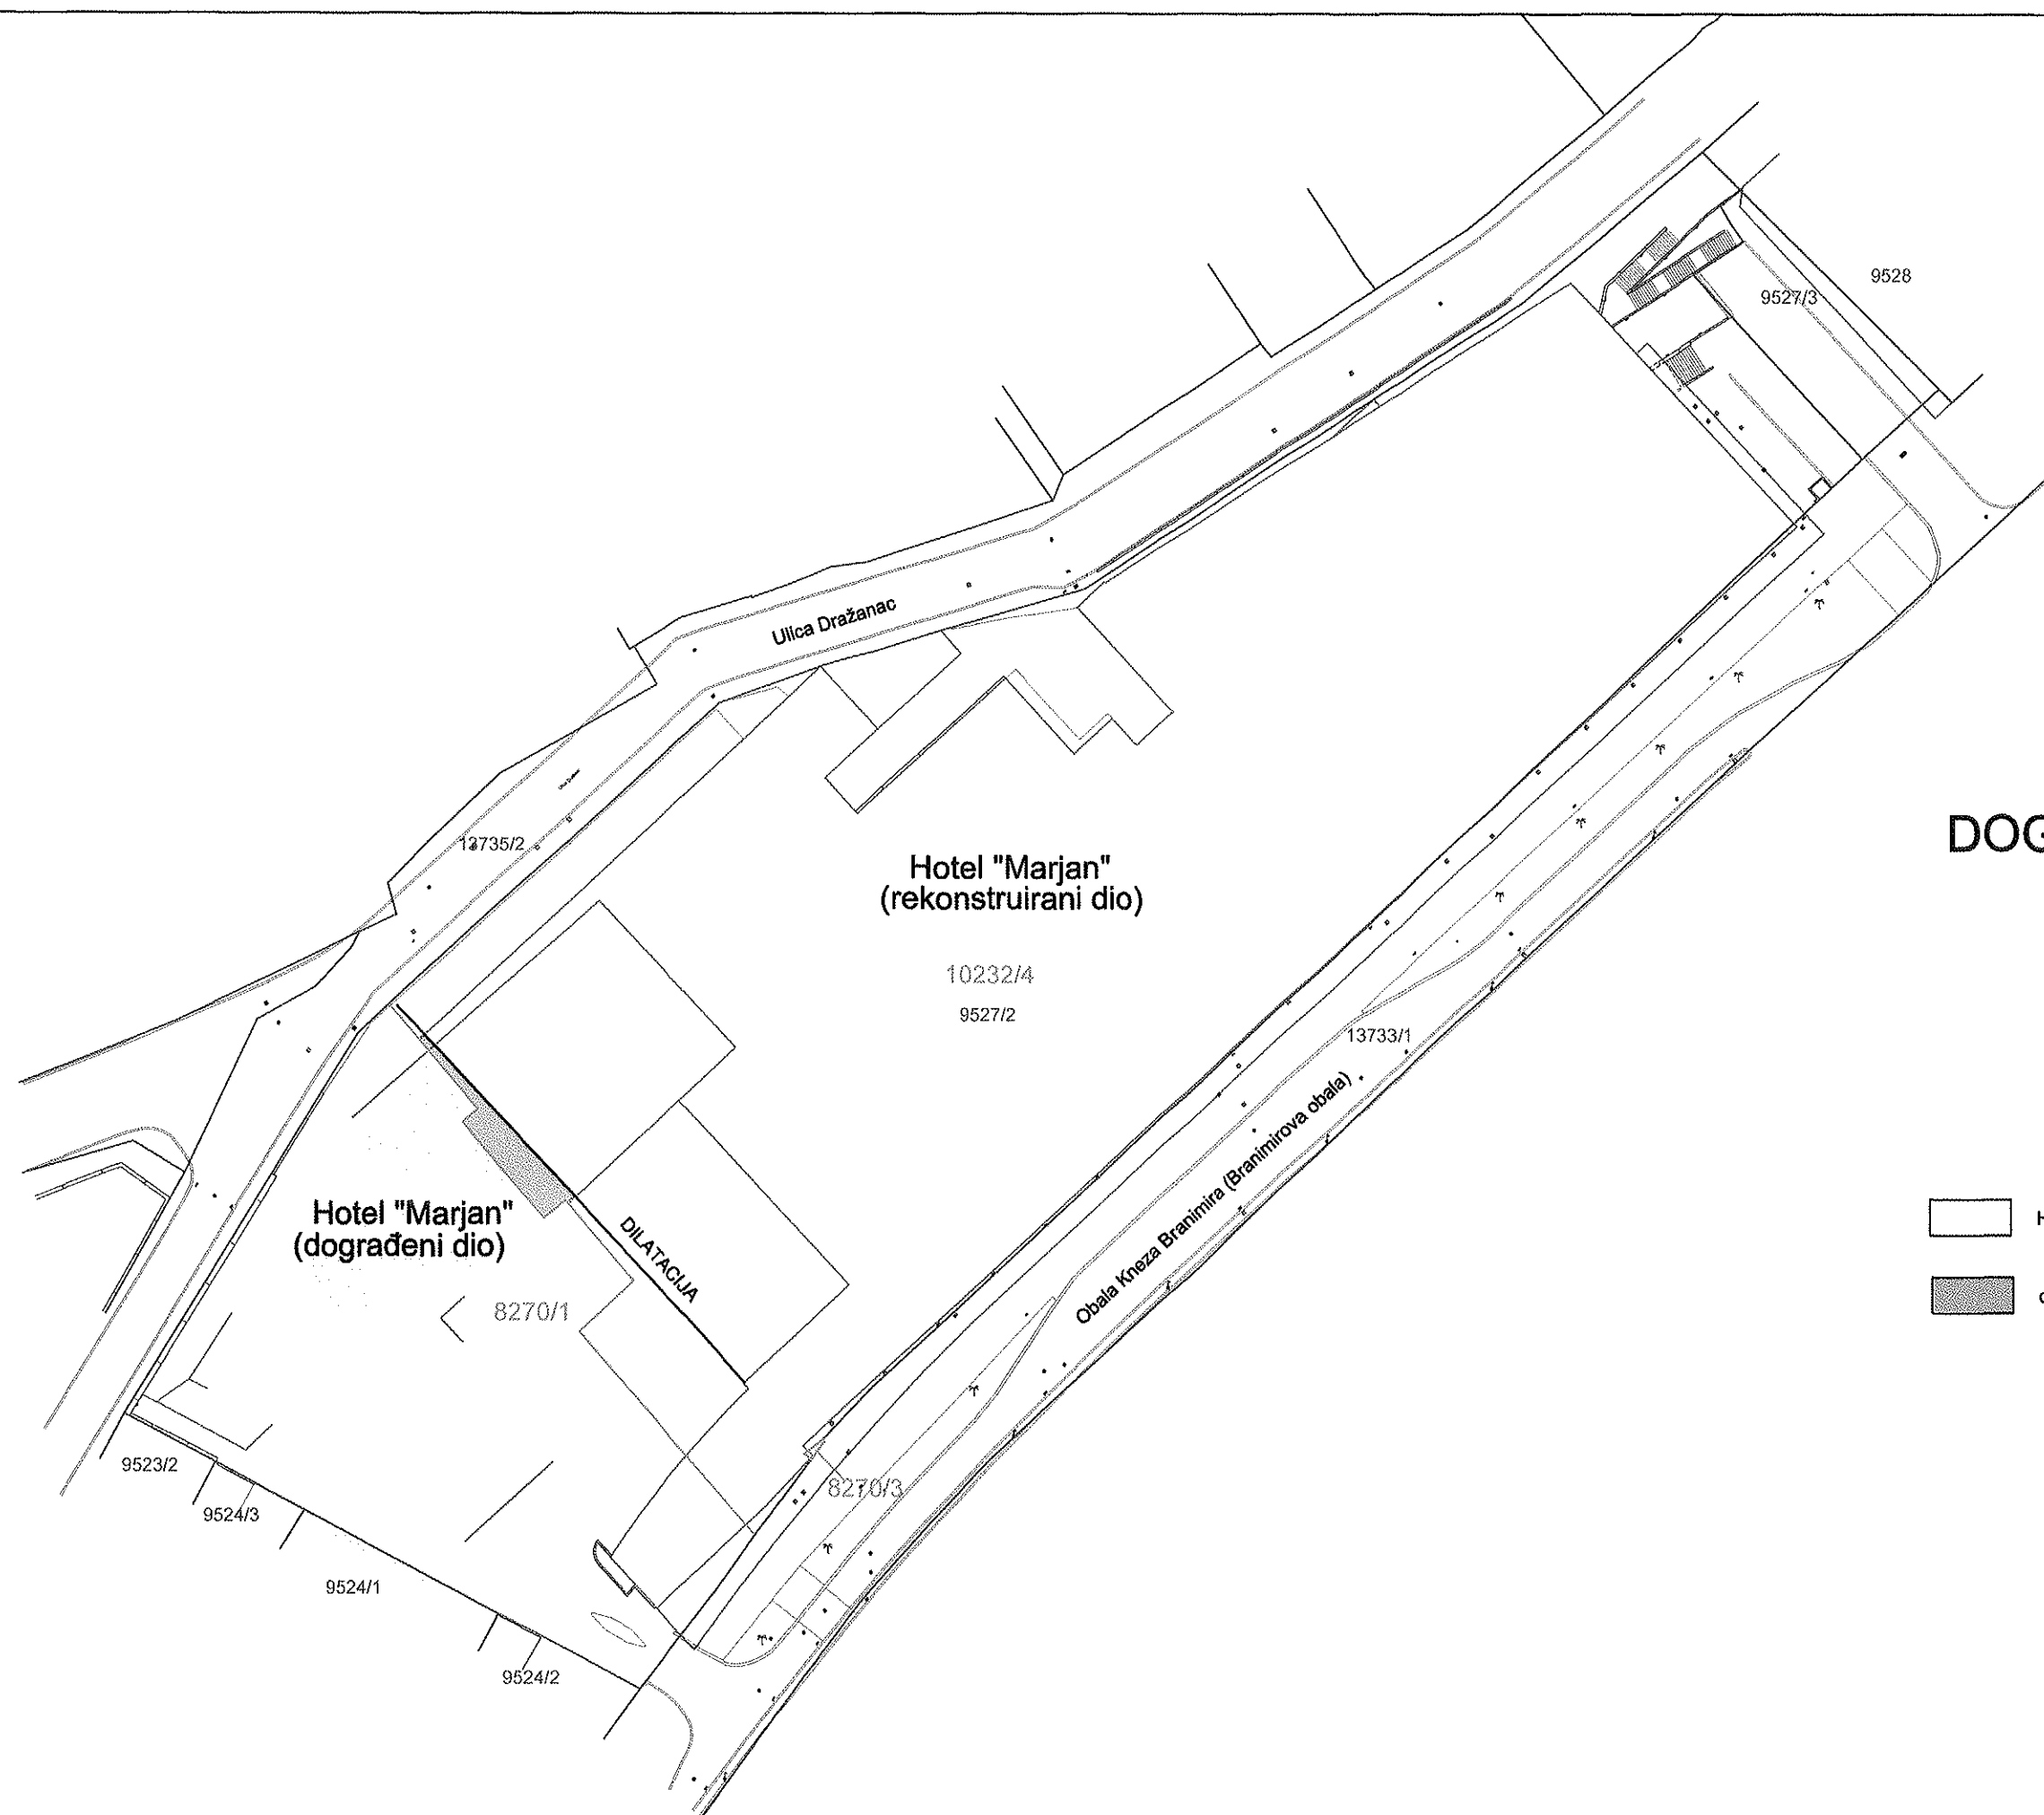 9528
9527/3
Ulica Dražanac
13735/2
DOG
Hotel "Marjan"
(rekonstruirani dio)
10232/4
9527/2
13733/1
Obala Kneza Branimira (Branimirova obala)
Hotel "Marjan"
(dograđeni dio)
DILATACIJA
8270/1
H
8270/3
9523/2
9524/3
9524/1
9524/2